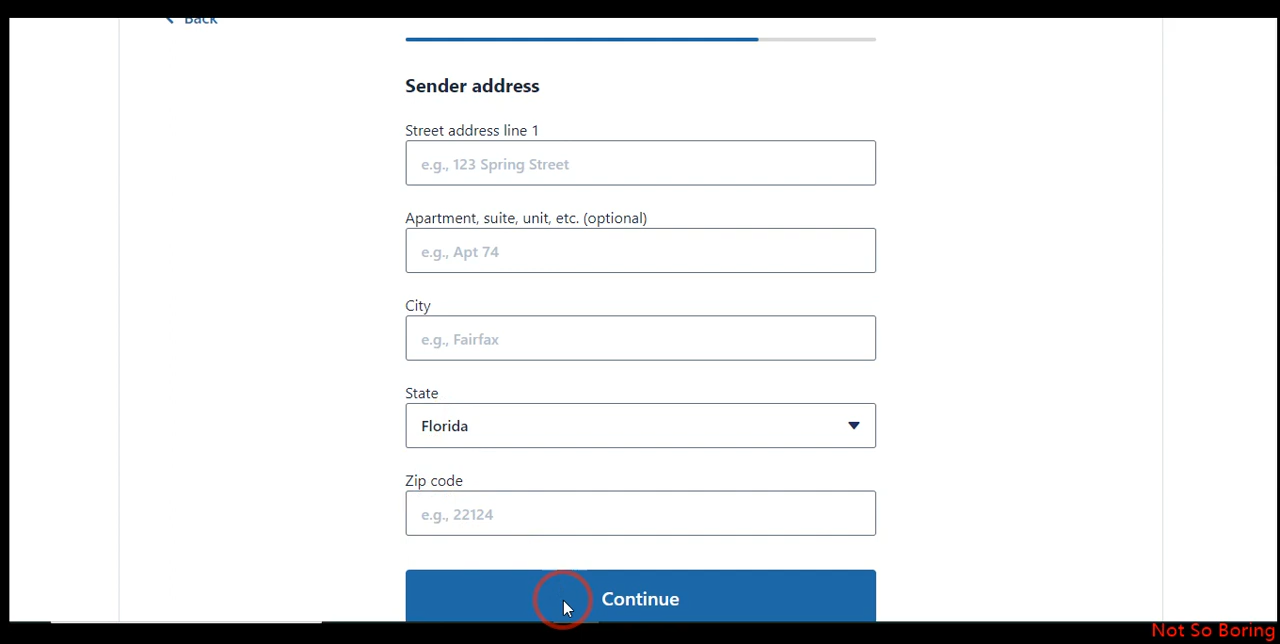 Back
Sender address
Street address line 1
e.g., 123 Spring Street
Apartment, suite, unit, etc. (optional)
e.g., Apt 74
City
e.g., Fairfax
State
Florida
Zip code
e.g., 22124
Continue
Not So Boring